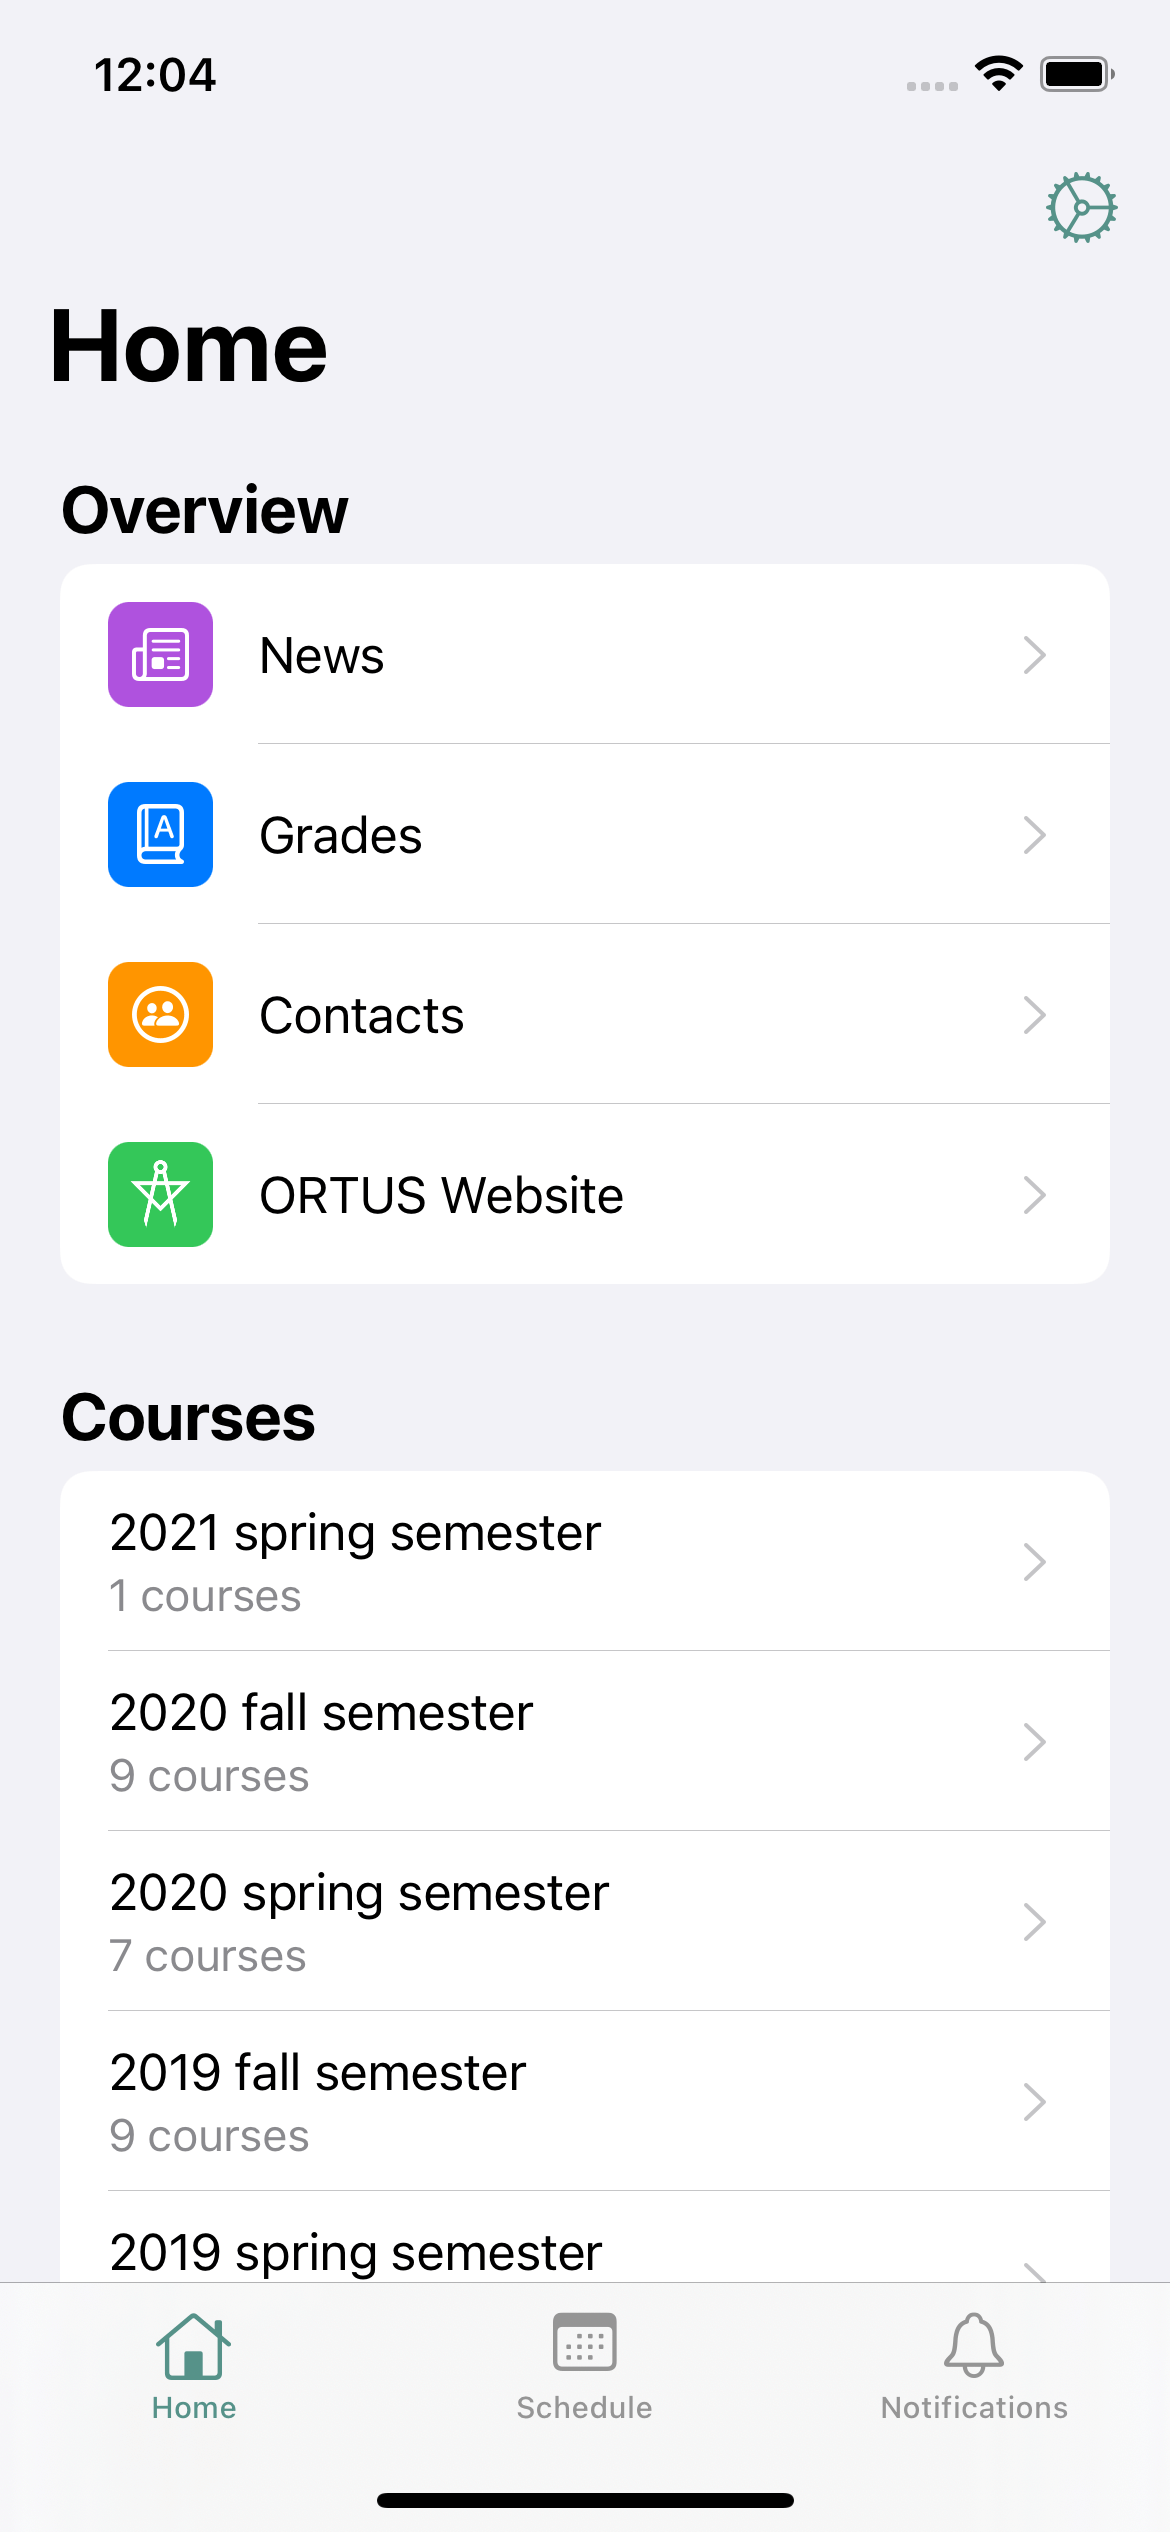 12:04
Home
Overview
News
A
Grades
Contacts
ORTUS Website
Courses
2021 spring semester
1 courses
2020 fall semester
9 courses
2020 spring semester
7 courses
2019 fall semester
9 courses
2019 spring semester
Home
Schedule
Notifications